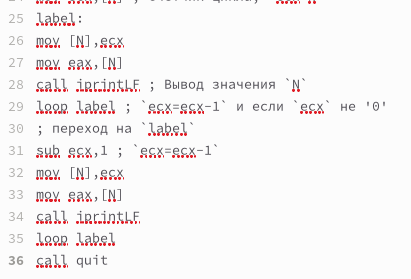 25 label:
26 mov [N],ecx
27 mov eax,[N]
28 call iprintLF ; Вывод значения `N`
29 loop label ; `ecx=ecx-1` и если `ecx` не '0'
30 ; переход на `label`
31 sub ecx,1 ; `ecx=ecx-1`
32 mov [N],ecx
33 mov eax,[N]
34 call iprintLF
35 loop label
36 call quit